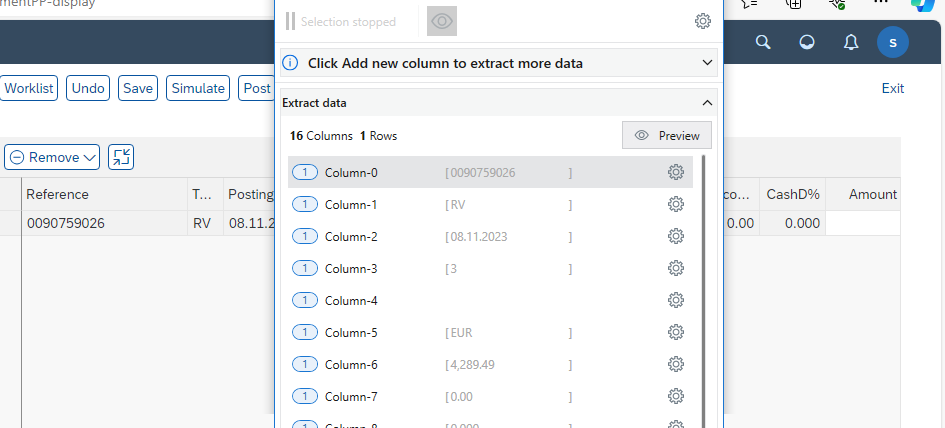 mentPP-display
Selection stopped
Click Add new column to extract more data
s
Worklist Undo Save Simulate Post Exit
Extract data
16 Columns 1 Rows Preview
Remove
Reference T... Posting co... CashD% Amount
0090759026 RV 08.11.2 0.00 0.000
1 Column-0 [0090759026 ]
1 Column-1 [RV ]
1 Column-2 [08.11.2023 ]
1 Column-3 [3 ]
1 Column-4
1 Column-5 [EUR ]
1 Column-6 [4,289.49 ]
1 Column-7 [0.00 ]
1 Column-8 [0.000 ]